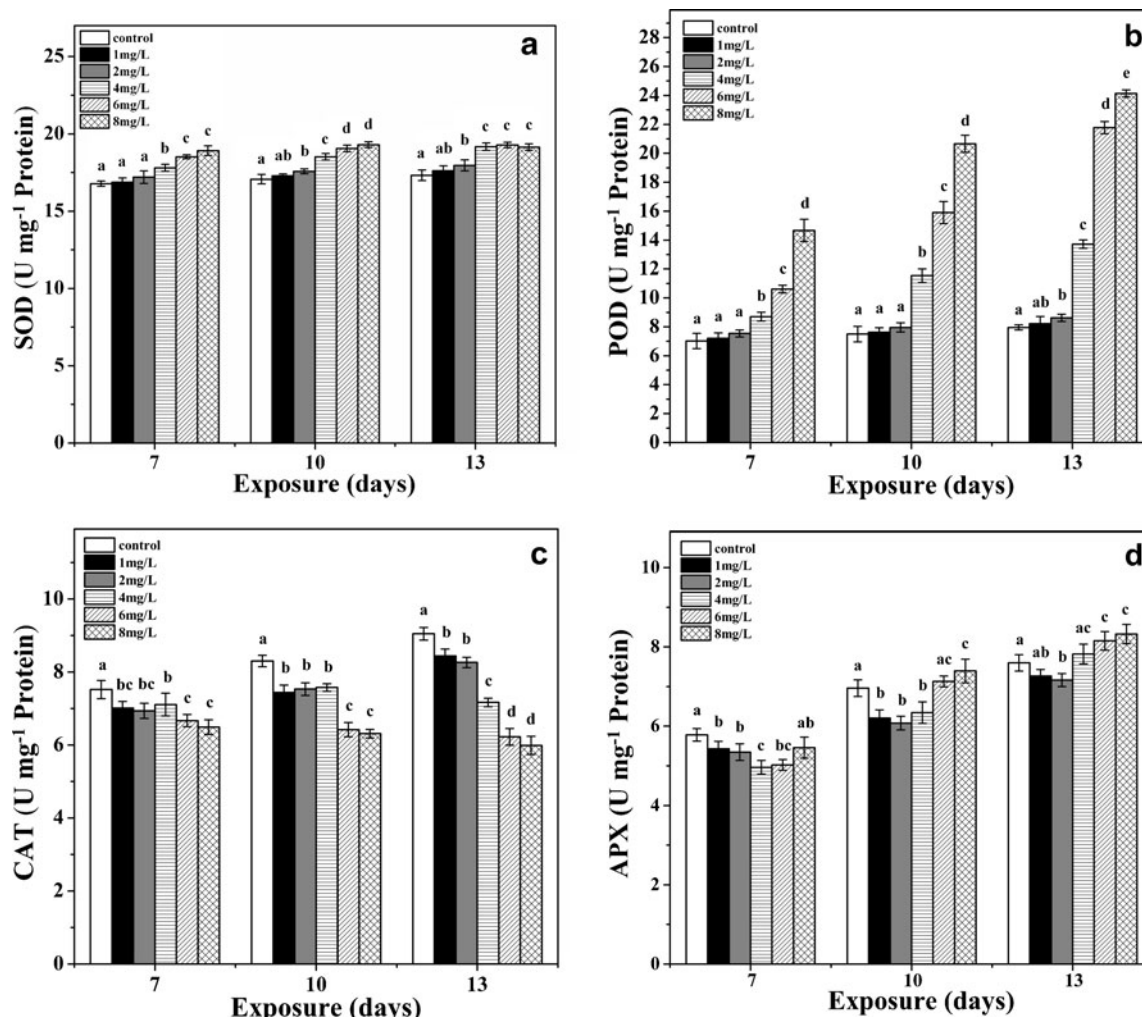 a
control
1mg/L
2mg/L
4mg/L
6mg/L
8mg/L
25
20
15
10
5
0
SOD (U mg-1 Protein)
a a a b c c
a ab b c d d
a ab b c c c
7 10 13
Exposure (days)
b
control
1mg/L
2mg/L
4mg/L
6mg/L
8mg/L
28
26
24
22
20
18
16
14
12
10
8
6
4
2
0
POD (U mg-1 Protein)
a a a b c d
a a a b c d
a ab b c d e
7 10 13
Exposure (days)
c
control
1mg/L
2mg/L
4mg/L
6mg/L
8mg/L
10
8
6
4
2
0
CAT (U mg-1 Protein)
a bc bc b c c
a b b b c c
a b b c d d
7 10 13
Exposure (days)
d
control
1mg/L
2mg/L
4mg/L
6mg/L
8mg/L
10
8
6
4
2
0
APX (U mg-1 Protein)
a b b c bc ab
a b b b ac c
a ab b ac c c
7 10 13
Exposure (days)